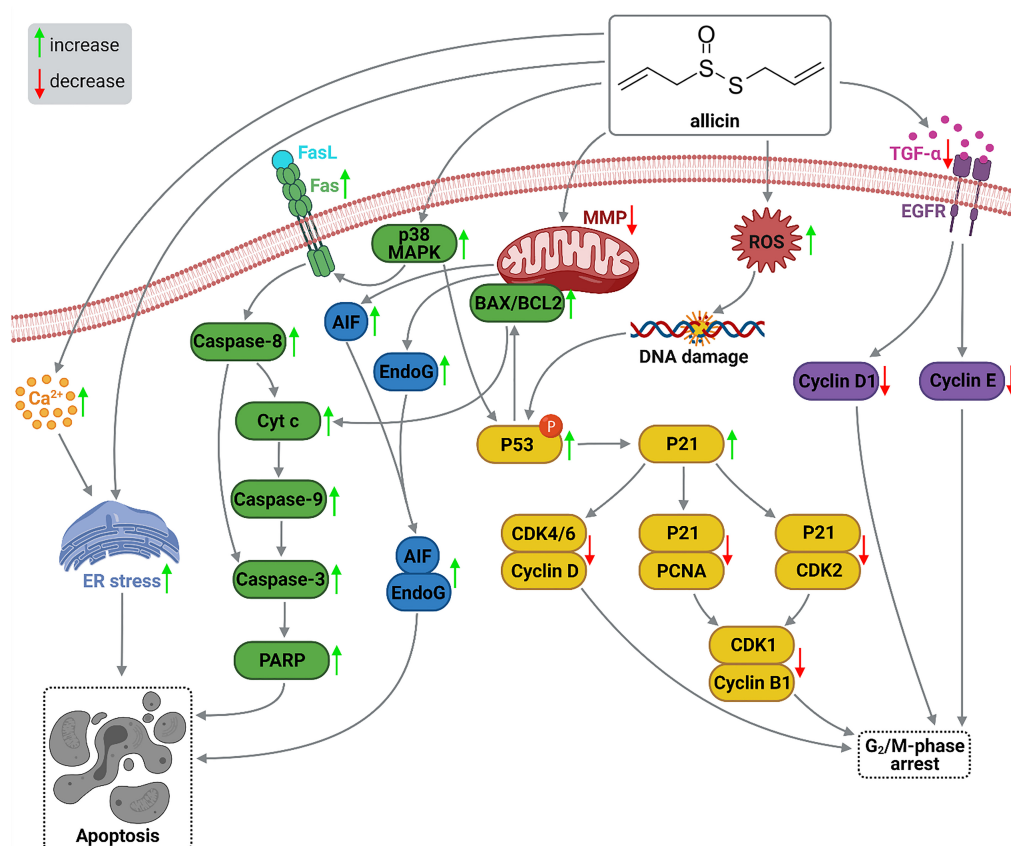 increase
decrease
O
S
S
allicin
FasL
Fas
TGF-α
EGFR
MMP
p38
MAPK
ROS
BAX/BCL2
AIF
Caspase-8
DNA damage
EndoG
Ca2+
Cyclin D1
Cyclin E
Cyt c
P
P53
P21
Caspase-9
CDK4/6
Cyclin D
P21
PCNA
P21
CDK2
AIF
EndoG
ER stress
Caspase-3
CDK1
Cyclin B1
PARP
G₂/M-phase
arrest
Apoptosis